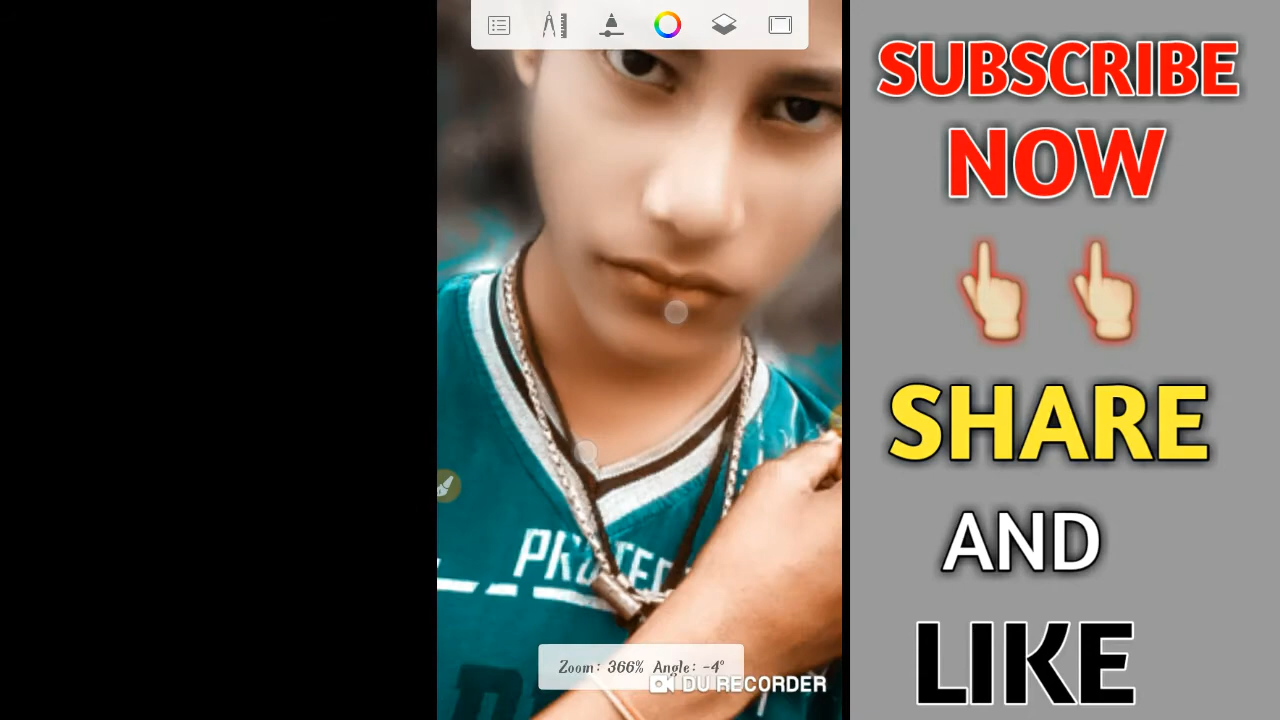 SUBSCRIBE
NOW
SHARE
AND
LIKE
Zoom: 366% Angle: -4°
DU RECORDER